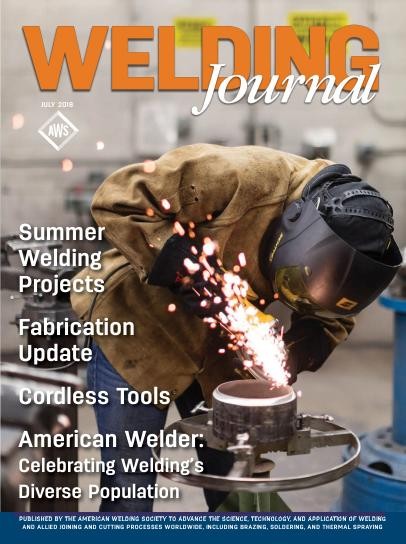 WELDING
Journal
JULY 2018
AWS
Summer
Welding
Projects
Fabrication
Update
Cordless Tools
American Welder:
Celebrating Welding's
Diverse Population
PUBLISHED BY THE AMERICAN WELDING SOCIETY TO ADVANCE THE SCIENCE, TECHNOLOGY, AND APPLICATION OF WELDING
AND ALLIED JOINING AND CUTTING PROCESSES WORLDWIDE, INCLUDING BRAZING, SOLDERING, AND THERMAL SPRAYING